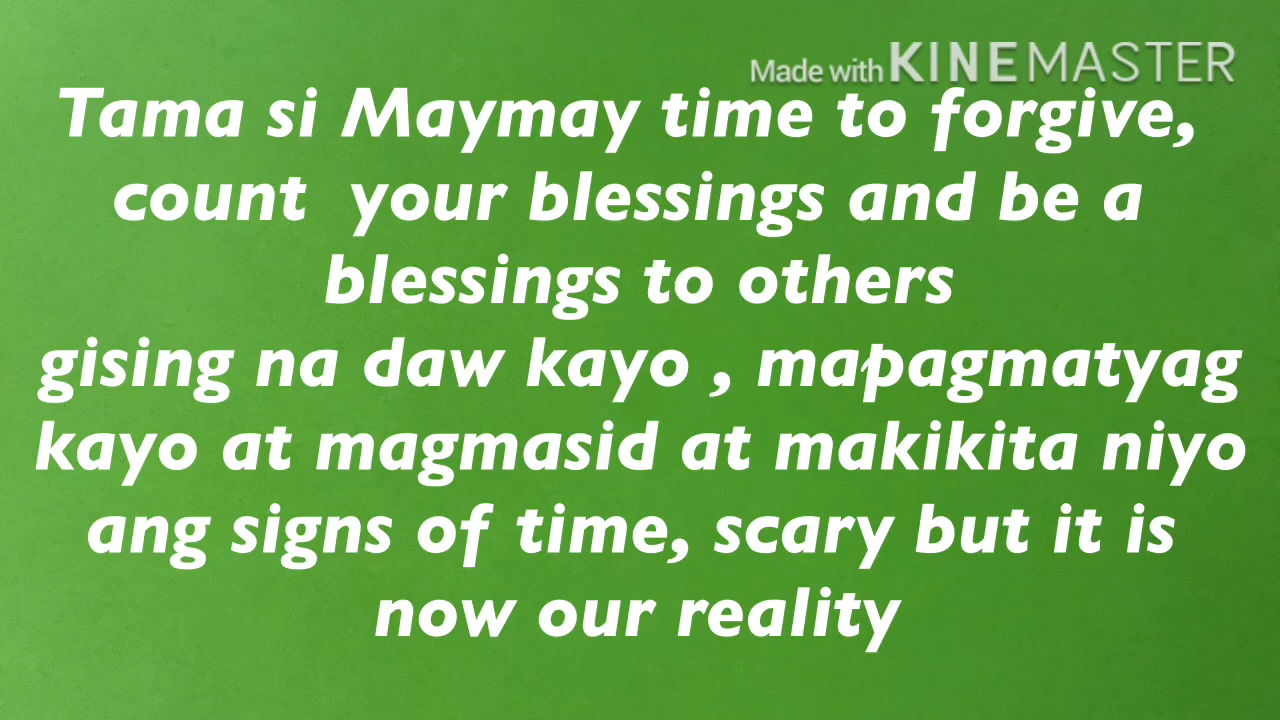 Made with KINEMASTER
Tama si Maymay time to forgive,
count your blessings and be a
blessings to others
gising na daw kayo , mapagmatyag
kayo at magmasid at makikita niyo
ang signs of time, scary but it is
now our reality